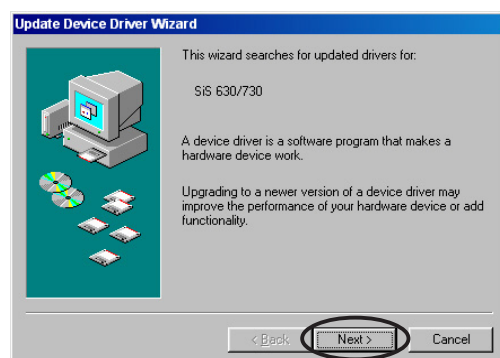 Update Device Driver Wizard
This wizard searches for updated drivers for:
SiS 630/730
A device driver is a software program that makes a
hardware device work.
Upgrading to a newer version of a device driver may
improve the performance of your hardware device or add
functionality.
< Back
Next >
Cancel